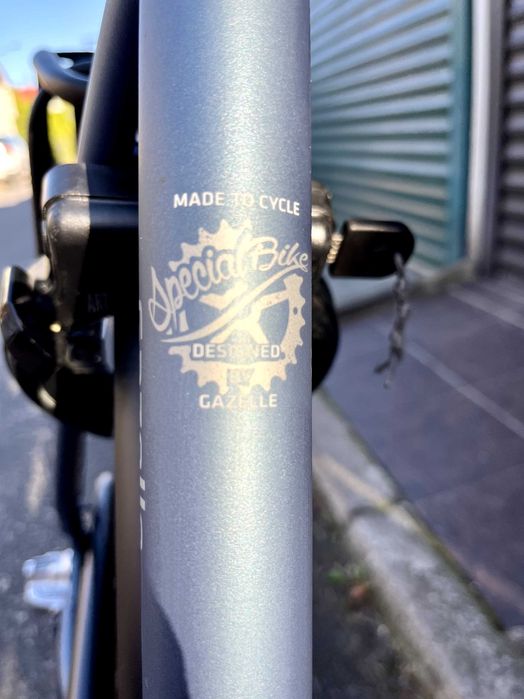 MADE TO CYCLE
Special Bike
X
DESIGNED
BY
GAZELLE